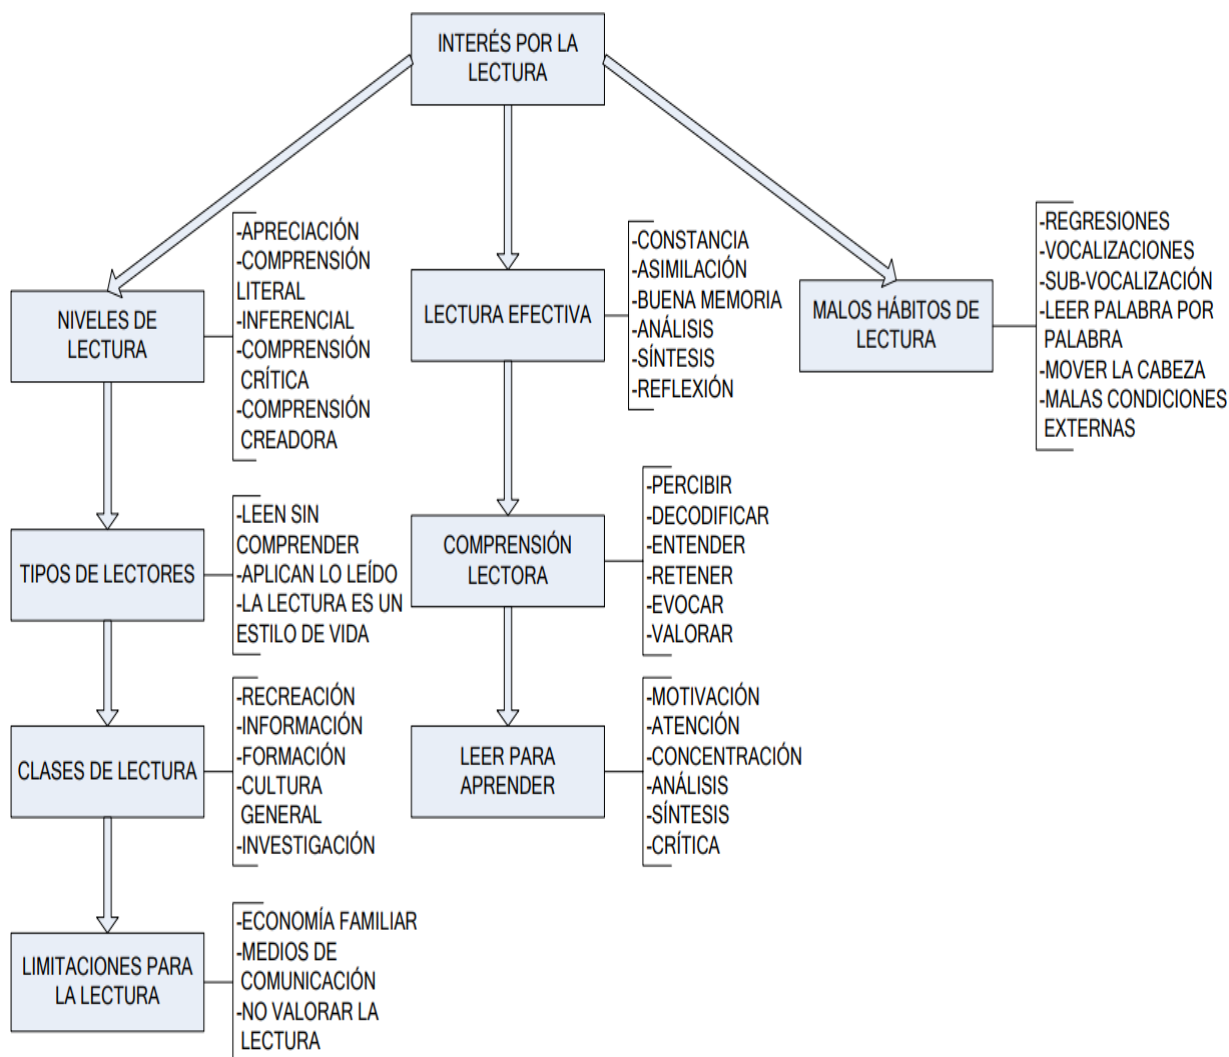 INTERÉS POR LA
LECTURA
NIVELES DE
LECTURA
-APRECIACIÓN
-COMPRENSIÓN
LITERAL
-INFERENCIAL
-COMPRENSIÓN
CRÍTICA
-COMPRENSIÓN
CREADORA
TIPOS DE LECTORES
-LEEN SIN
COMPRENDER
-APLICAN LO LEÍDO
-LA LECTURA ES UN
ESTILO DE VIDA
CLASES DE LECTURA
-RECREACIÓN
-INFORMACIÓN
-FORMACIÓN
-CULTURA
GENERAL
-INVESTIGACIÓN
LIMITACIONES PARA
LA LECTURA
-ECONOMÍA FAMILIAR
-MEDIOS DE
COMUNICACIÓN
-NO VALORAR LA
LECTURA
LECTURA EFECTIVA
-CONSTANCIA
-ASIMILACIÓN
-BUENA MEMORIA
-ANÁLISIS
-SÍNTESIS
-REFLEXIÓN
COMPRENSIÓN
LECTORA
-PERCIBIR
-DECODIFICAR
-ENTENDER
-RETENER
-EVOCAR
-VALORAR
LEER PARA
APRENDER
-MOTIVACIÓN
-ATENCIÓN
-CONCENTRACIÓN
-ANÁLISIS
-SÍNTESIS
-CRÍTICA
MALOS HÁBITOS DE
LECTURA
-REGRESIONES
-VOCALIZACIONES
-SUB-VOCALIZACIÓN
-LEER PALABRA POR
PALABRA
-MOVER LA CABEZA
-MALAS CONDICIONES
EXTERNAS